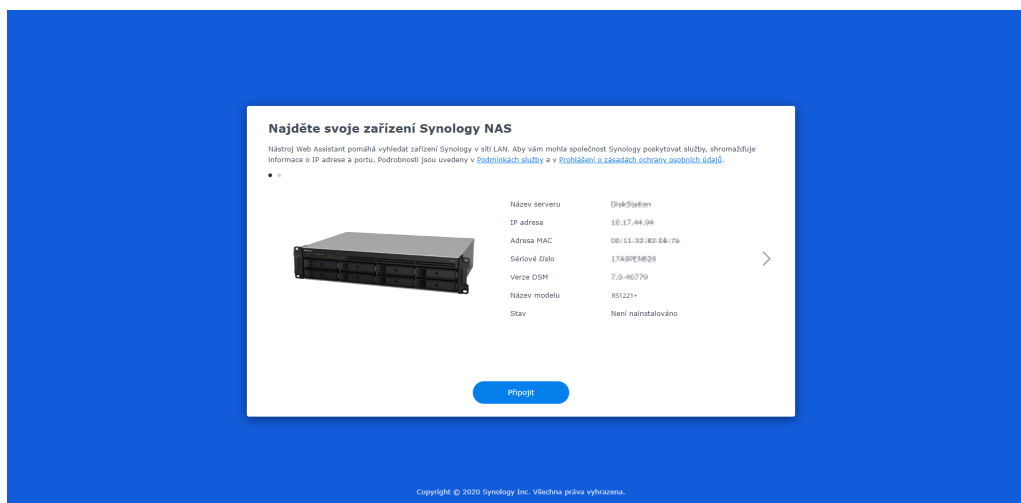 Najděte svoje zařízení Synology NAS
Nástroj Web Assistant pomáhá vyhledat zařízení Synology v síti LAN. Aby vám mohla společnost Synology poskytovat služby, shromažďuje
informace o IP adrese a portu. Podrobnosti jsou uvedeny v Podmínkách služby a v Prohlášení o zásadách ochrany osobních údajů.
Název serveru DiskStation
IP adresa
Adresa MAC
Sériové číslo
Verze DSM
Název modelu RS1221+
Stav Není nainstalováno
Připojit
Copyright © 2020 Synology Inc. Všechna práva vyhrazena.